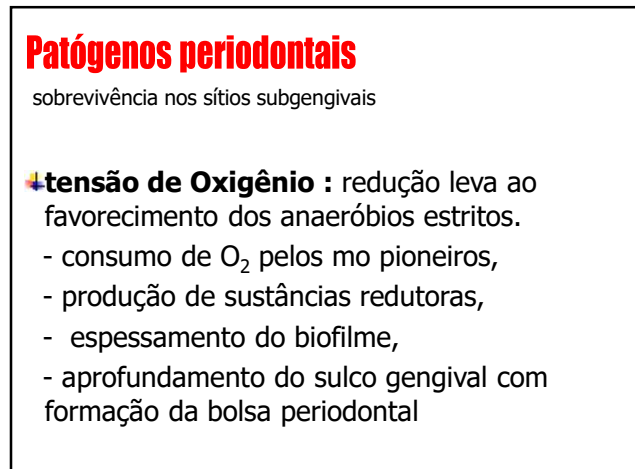 Patógenos periodontais
sobrevivência nos sítios subgengivais
tensão de Oxigênio : redução leva ao
favorecimento dos anaeróbios estritos.
- consumo de O₂ pelos mo pioneiros,
- produção de sustâncias redutoras,
- espessamento do biofilme,
- aprofundamento do sulco gengival com
formação da bolsa periodontal